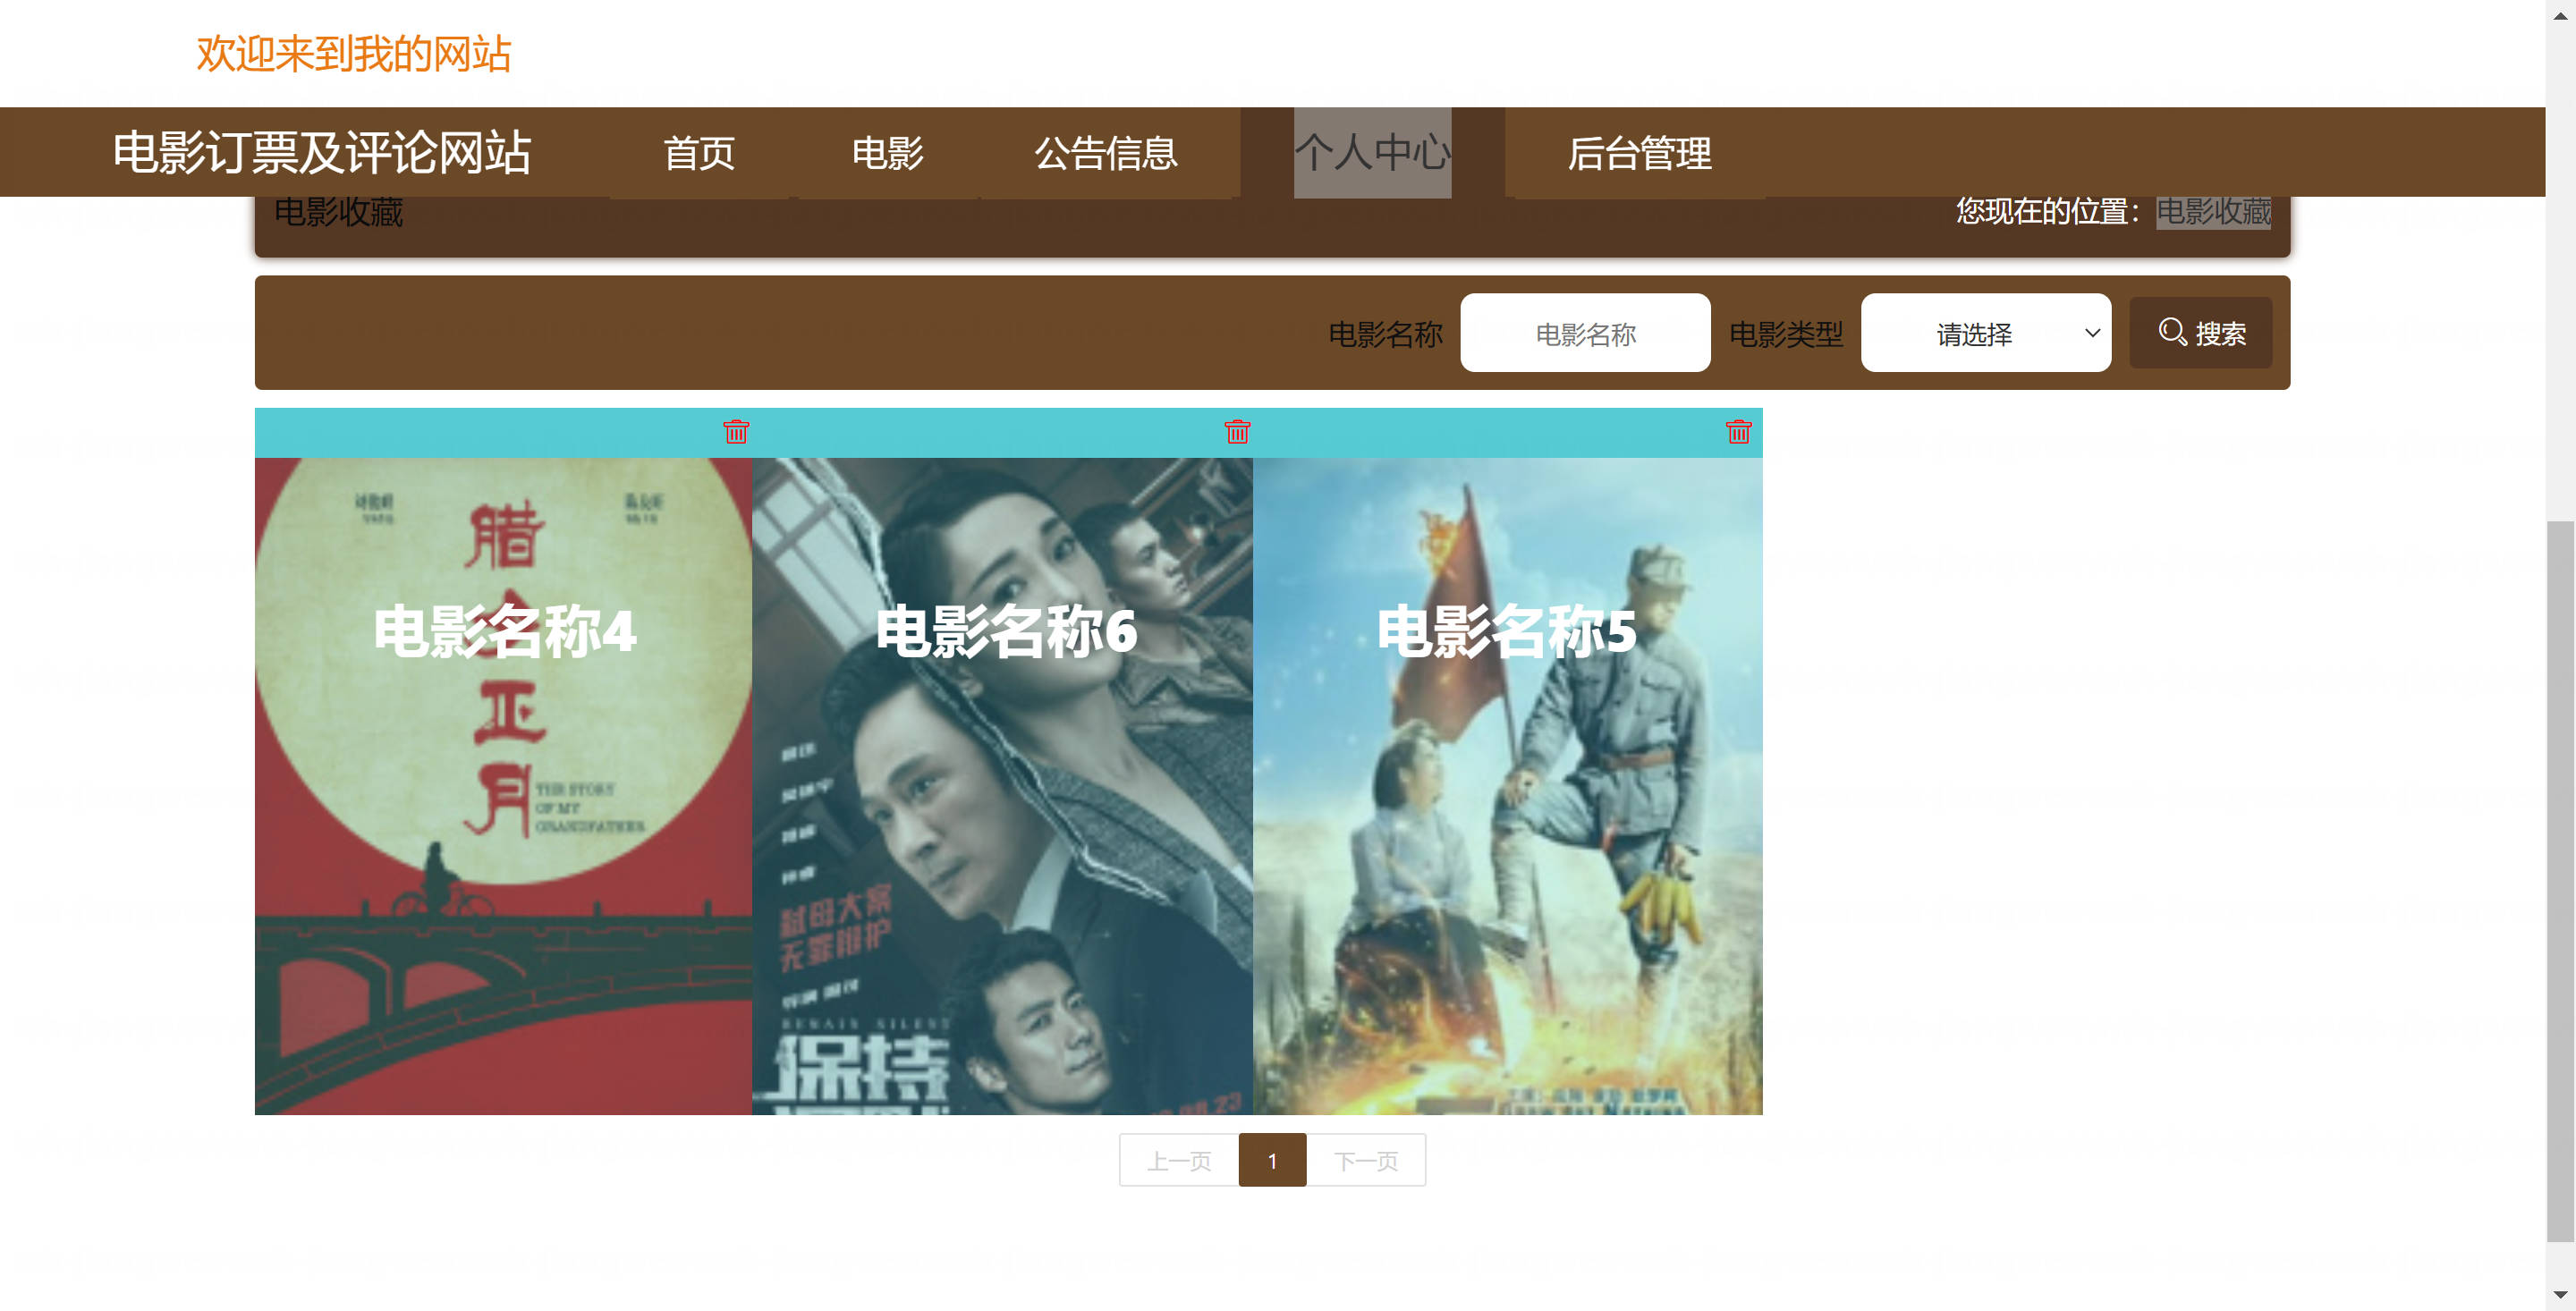 欢迎来到我的网站
电影订票及评论网站 首页 电影 公告信息 个人中心 后台管理
电影收藏 您现在的位置：电影收藏
电影名称 电影名称 电影类型 请选择 搜索
腊
正
月
THE STORY
OF MY
GRANDFATHER
电影名称4
电影名称6
弑母大案
无罪辩护
保持
电影名称5
上一页 1 下一页